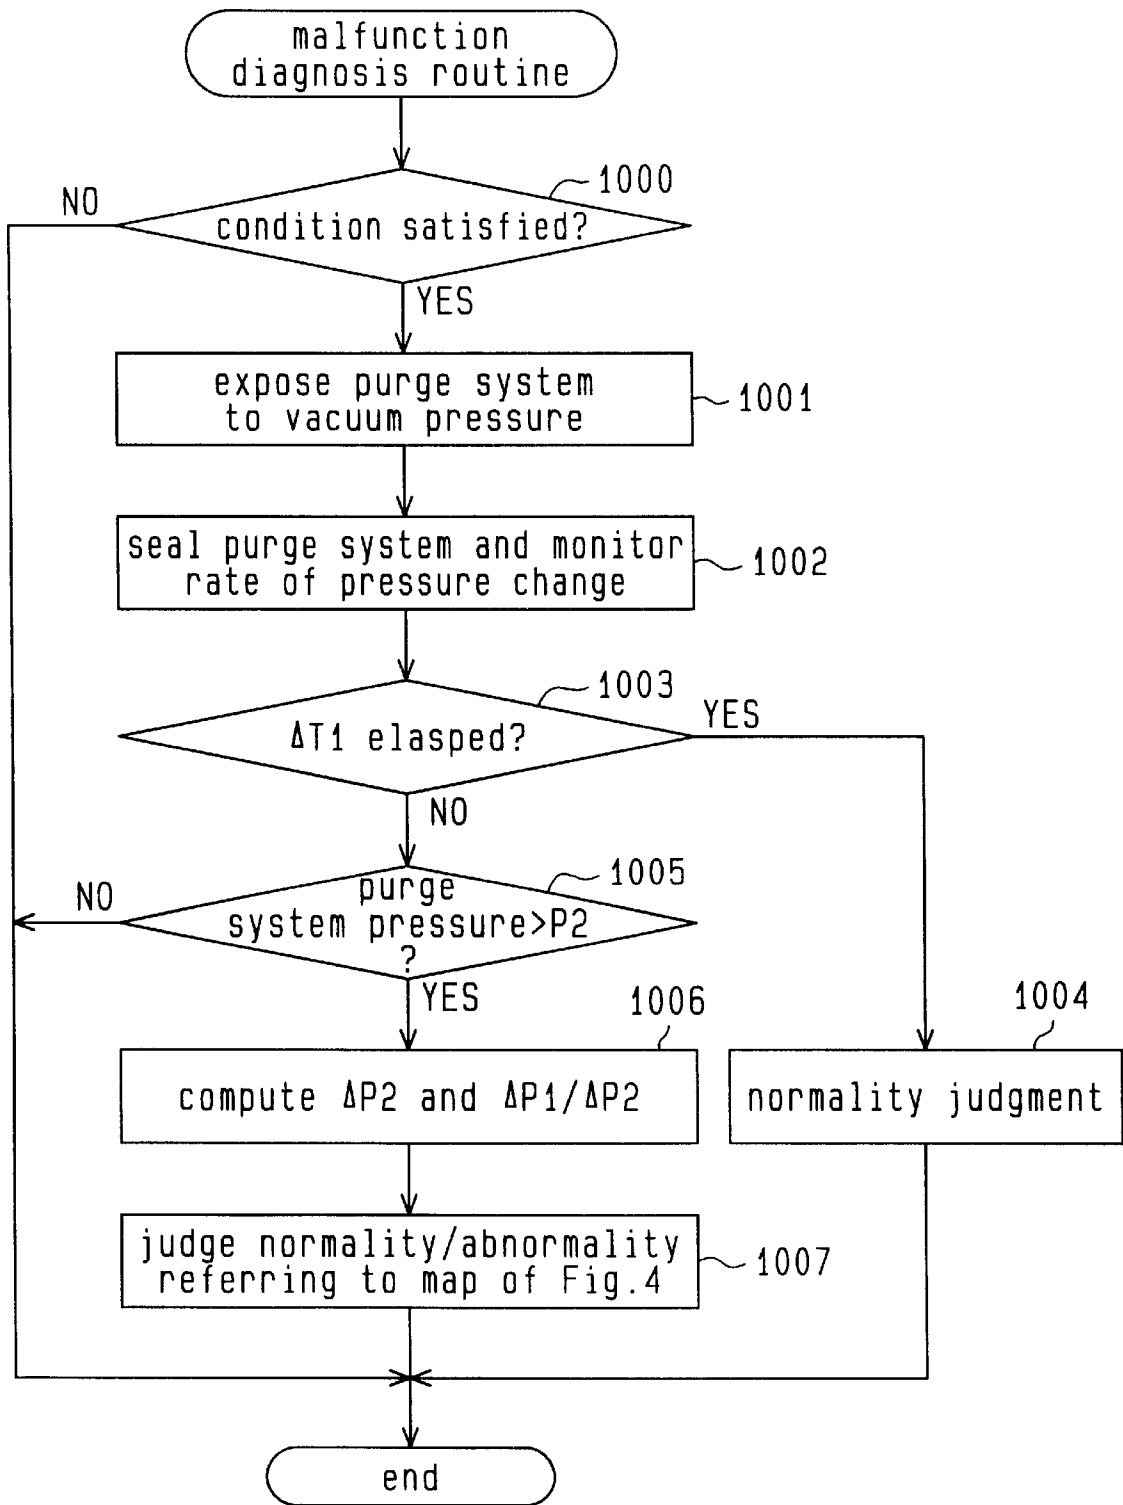 malfunction
diagnosis routine
1000
NO
condition satisfied?
YES
expose purge system
to vacuum pressure
1001
seal purge system and monitor
rate of pressure change
1002
1003
YES
ΔT1 elasped?
NO
1005
NO
purge
system pressure>P2
?
YES
1006
1004
compute ΔP2 and ΔP1/ΔP2
normality judgment
judge normality/abnormality
referring to map of Fig.4
1007
end